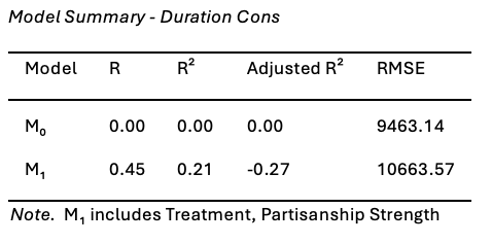 Model Summary - Duration Cons
Model R R² Adjusted R² RMSE
M₀ 0.00 0.00 0.00 9463.14
M₁ 0.45 0.21 -0.27 10663.57
Note. M₁ includes Treatment, Partisanship Strength